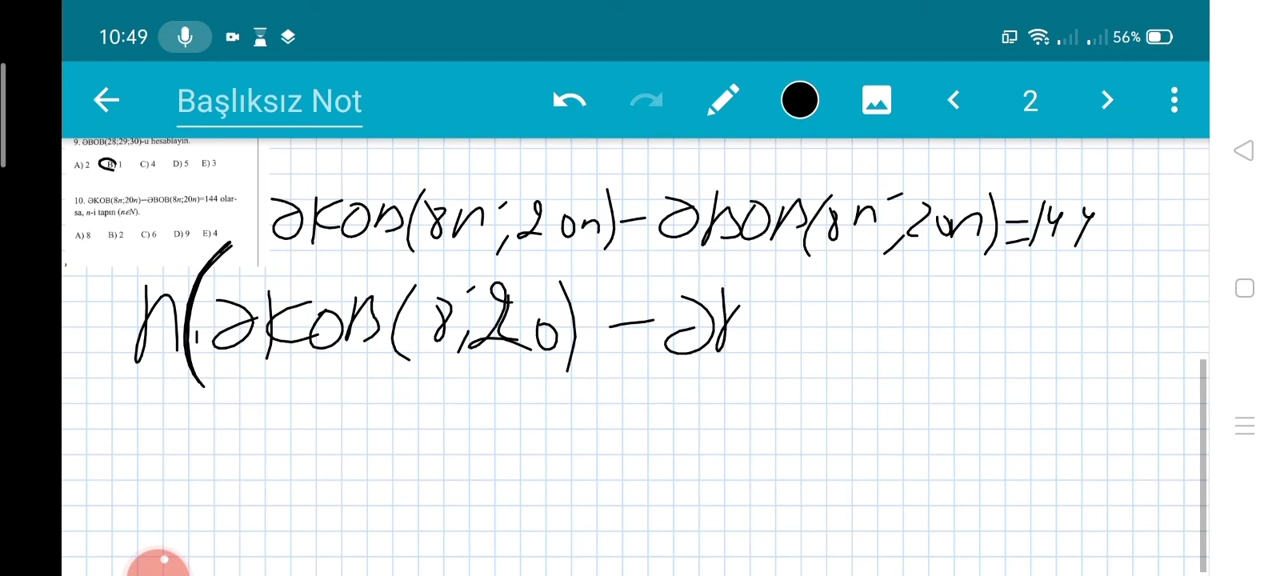 10:49
56%
Başlıksız Not
2
9. ƏBOB(28;29;30)-u hesablayın.
A) 2 B) 1 C) 4 D) 5 E) 3
10. ƏKOB(8n;20n)−ƏBOB(8n;20n)=144 olar-
sa, n-i tapın (n∈N).
A) 8 B) 2 C) 6 D) 9 E) 4
ƏKOB(8n;20n)−ƏBOB(8n;20n)=144
n(ƏKOB(8;20)−Ə